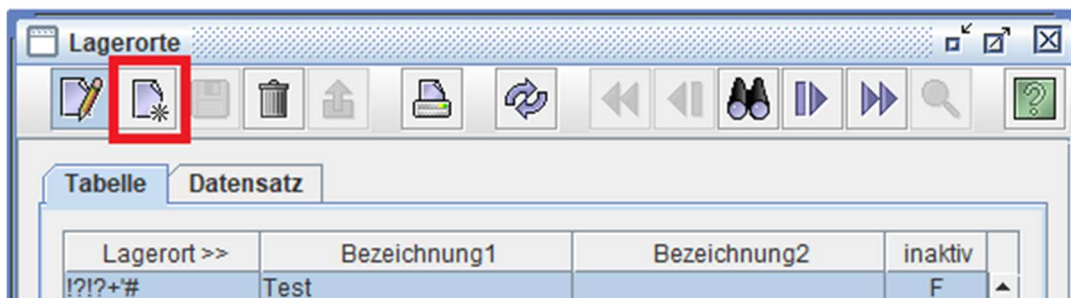 Lagerorte
Tabelle Datensatz
Lagerort >> Bezeichnung1 Bezeichnung2 inaktiv
!?!?+'# Test F